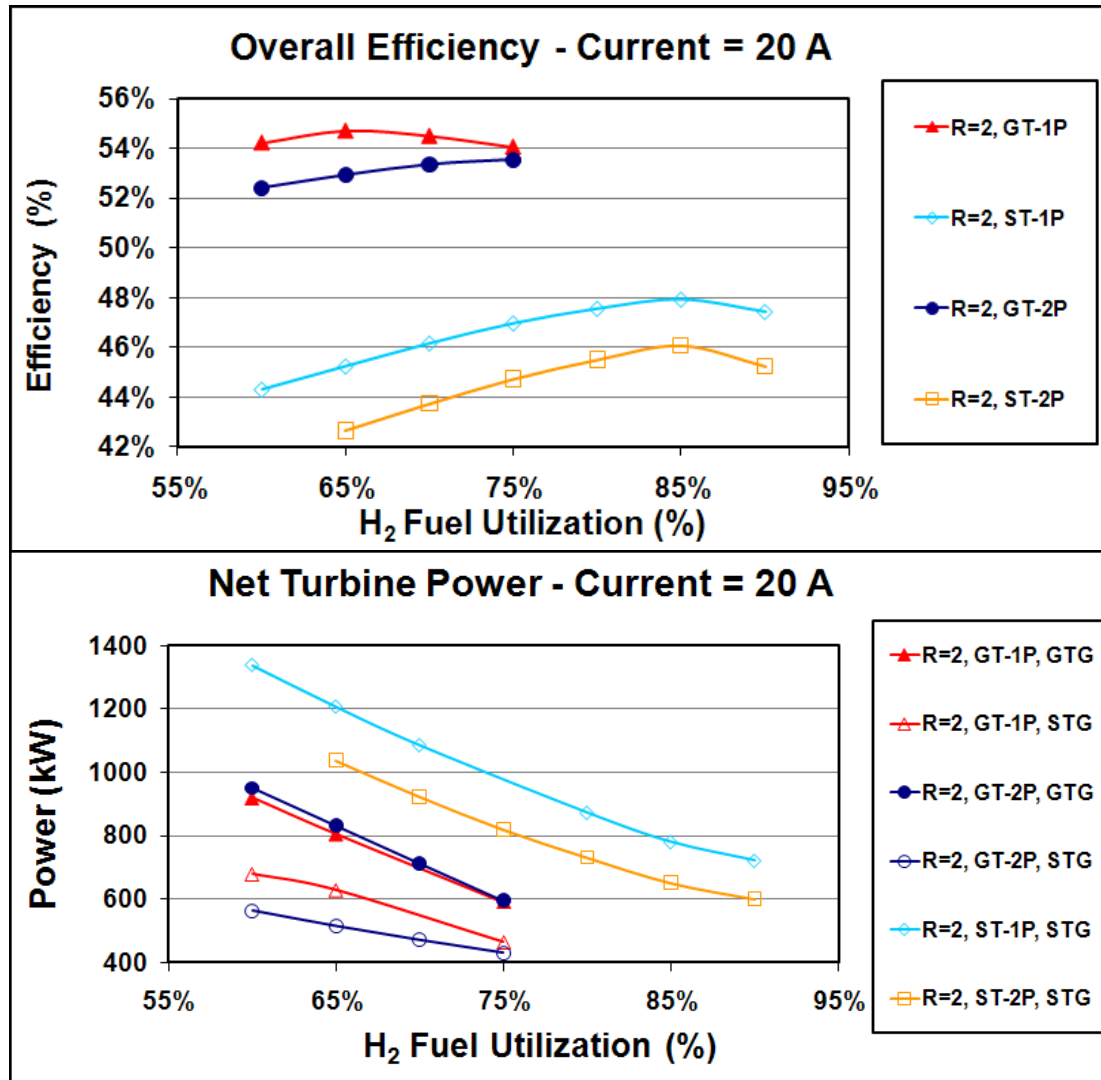 Overall Efficiency - Current = 20 A
56%
54%
52%
50%
48%
46%
44%
42%
Efficiency (%)
55% 65% 75% 85% 95%
H₂ Fuel Utilization (%)
R=2, GT-1P
R=2, ST-1P
R=2, GT-2P
R=2, ST-2P
Net Turbine Power - Current = 20 A
1400
1200
1000
800
600
400
Power (kW)
55% 65% 75% 85% 95%
H₂ Fuel Utilization (%)
R=2, GT-1P, GTG
R=2, GT-1P, STG
R=2, GT-2P, GTG
R=2, GT-2P, STG
R=2, ST-1P, STG
R=2, ST-2P, STG